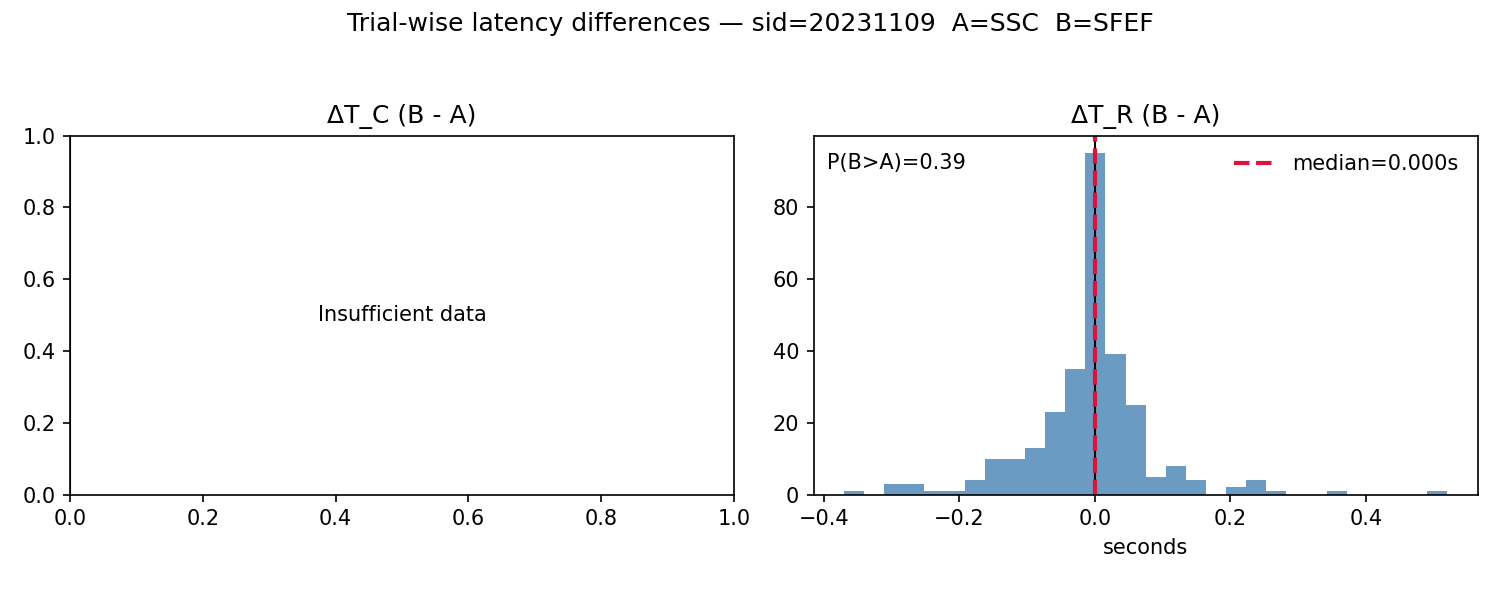 Trial-wise latency differences — sid=20231109  A=SSC  B=SFEF
ΔT_C (B - A)
1.0
0.8
0.6
0.4
0.2
0.0
Insufficient data
0.0 0.2 0.4 0.6 0.8 1.0
ΔT_R (B - A)
P(B>A)=0.39
median=0.000s
80
60
40
20
0
−0.4 −0.2 0.0 0.2 0.4
seconds